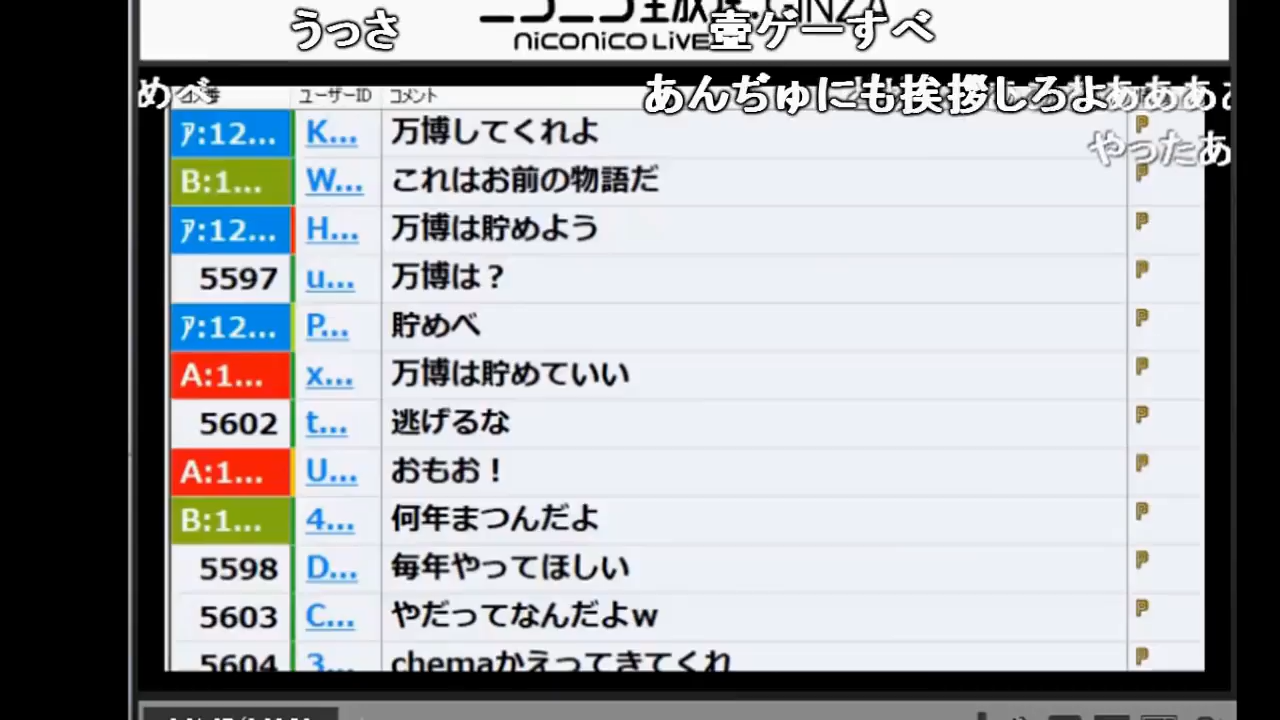 うっさ
niconico LiVE
壷ゲーすべ
めべ
ユーザーID コメント
あんぢゅにも挨拶しろよ
やったあ
ア:12... K... 万博してくれよ P
B:1... W... これはお前の物語だ P
ア:12... H... 万博は貯めよう P
5597 u... 万博は？ P
ア:12... P... 貯めべ P
A:1... x... 万博は貯めていい P
5602 t... 逃げるな P
A:1... U... おもお！ P
B:1... 4... 何年まつんだよ P
5598 D... 毎年やってほしい P
5603 C... やだってなんだよw P
5604 3... chemaかえってきてくれ P